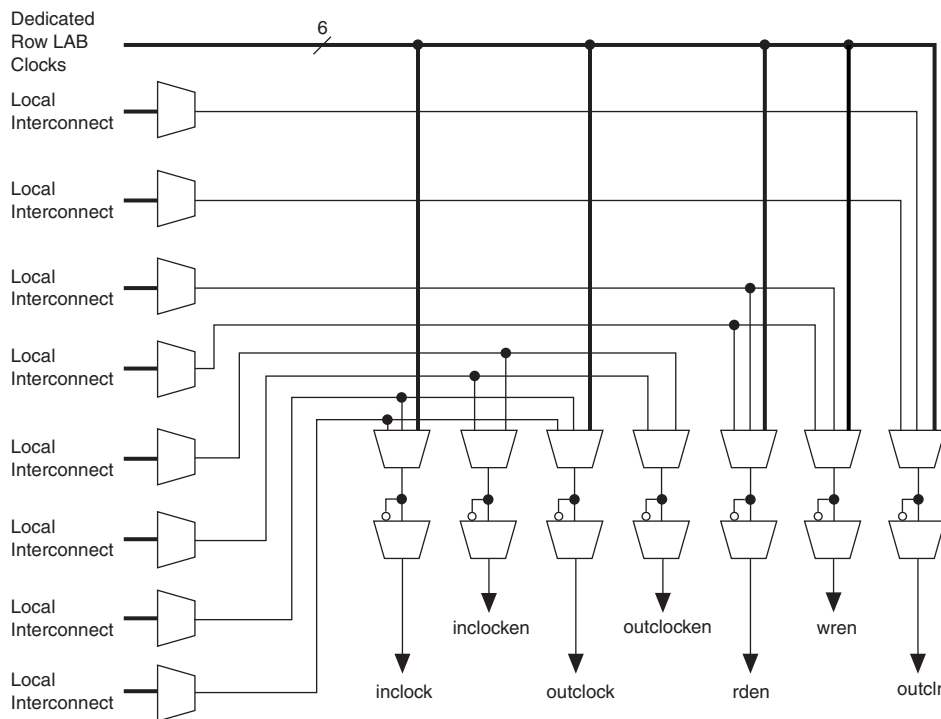 Dedicated
Row LAB
Clocks
6
Local
Interconnect
Local
Interconnect
Local
Interconnect
Local
Interconnect
Local
Interconnect
Local
Interconnect
Local
Interconnect
Local
Interconnect
inclocken
outclocken
wren
inclock
outclock
rden
outclr